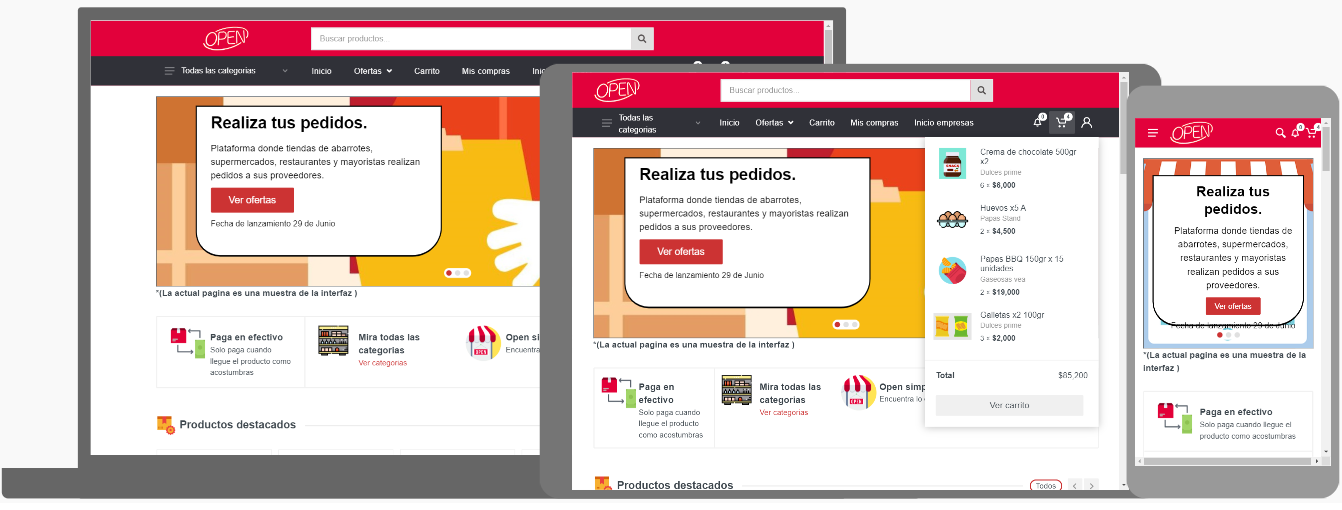 OPEN
Buscar productos...
Todas las categorias
Inicio
Ofertas
Carrito
Mis compras
Realiza tus pedidos.
Plataforma donde tiendas de abarrotes,
supermercados, restaurantes y mayoristas realizan
pedidos a sus proveedores.
Ver ofertas
Fecha de lanzamiento 29 de Junio
*(La actual pagina es una muestra de la interfaz )
Paga en efectivo
Solo paga cuando
llegue el producto como
acostumbras
Mira todas las
categorias
Ver categorias
OPEN
Open si
Encuentra
Productos destacados
OPEN
Buscar productos...
Todas las
categorias
Inicio
Ofertas
Carrito
Mis compras
Inicio empresas
0
4
Realiza tus pedidos.
Plataforma donde tiendas de abarrotes,
supermercados, restaurantes y mayoristas realizan
pedidos a sus proveedores.
Ver ofertas
Fecha de lanzamiento 29 de Junio
*(La actual pagina es una muestra de la interfaz )
Crema de chocolate 500gr
x2
Dulces prime
6 × $6,000
Huevos x5 A
Papas Stand
2 × $4,500
Papas BBQ 150gr x 15
unidades
Gaseosas vea
2 × $19,000
Galletas x2 100gr
Dulces prime
3 × $2,000
Total
$85,200
Ver carrito
Paga en
efectivo
Solo paga cuando
llegue el producto
como acostumbras
Mira todas las
categorias
Ver categorias
OPEN
Open simp
Encuentra lo
Productos destacados
Todos
OPEN
0
4
Realiza tus
pedidos.
Plataforma donde tiendas de
abarrotes, supermercados,
restaurantes y mayoristas
realizan pedidos a sus
proveedores.
Ver ofertas
Fecha de lanzamiento 29 de Junio
*(La actual pagina es una muestra de la
interfaz )
Paga en efectivo
Solo paga cuando llegue el
producto como acostumbras